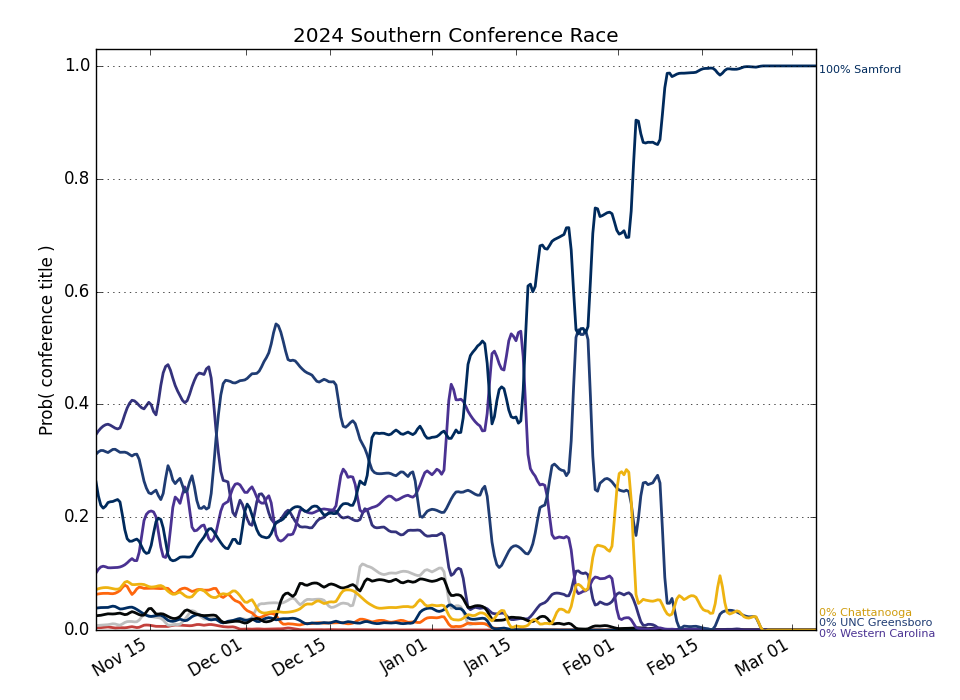 2024 Southern Conference Race
Prob( conference title )
1.0
0.8
0.6
0.4
0.2
0.0
100% Samford
0% Chattanooga
0% UNC Greensboro
0% Western Carolina
Nov 15
Dec 01
Dec 15
Jan 01
Jan 15
Feb 01
Feb 15
Mar 01